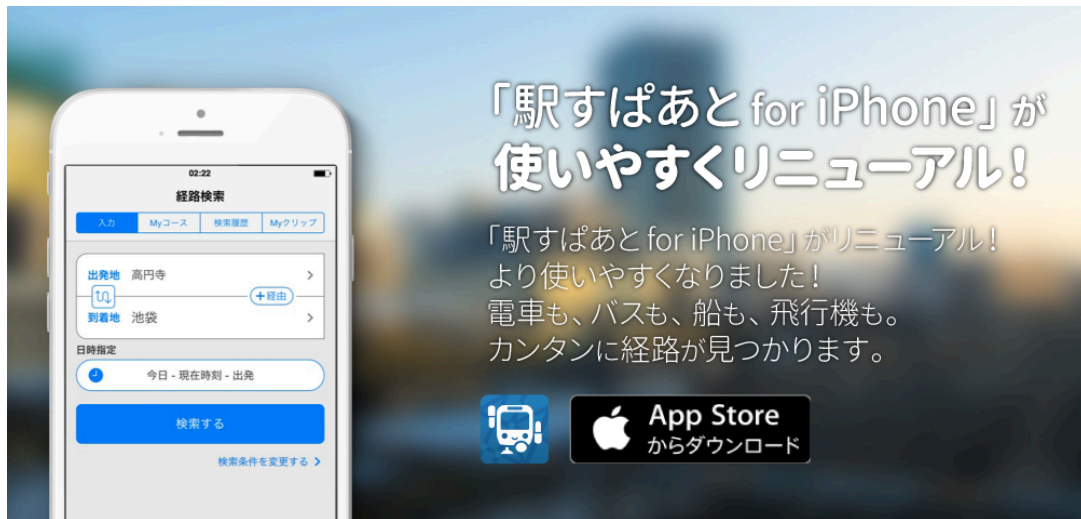 02:22
経路検索
入力 Myコース 検索履歴 Myクリップ
出発地 高円寺
+経由
到着地 池袋
日時指定
今日 - 現在時刻 - 出発
検索する
検索条件を変更する
「駅すぱあと for iPhone」が
使いやすくリニューアル!
「駅すぱあと for iPhone」がリニューアル!
より使いやすくなりました!
電車も、バスも、船も、飛行機も。
カンタンに経路が見つかります。
App Store
からダウンロード